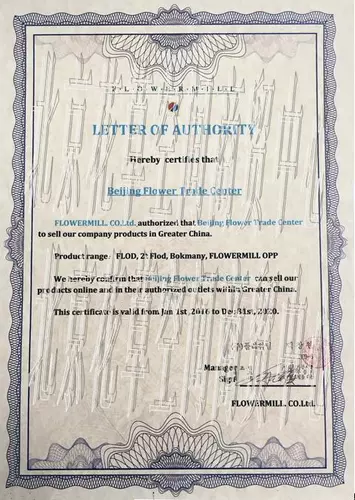 FLOWERMILL
LETTER OF AUTHORITY
Hereby certifies that
Beijing Flower Trade Center
FLOWERMILL. CO.Ltd. authorized that Beijing Flower Trade Center
to sell our company products in Greater China.
Product range: FLOD, Flod, Bokmany, FLOWERMILL OPP
We hereby confirm that Beijing Flower Trade Center can sell our
products online and in their authorized outlets within Greater China.
This certificate is valid from Jan 1st, 2016 to Dec 31st, 2020.
Manager
FLOWERMILL. CO.Ltd.